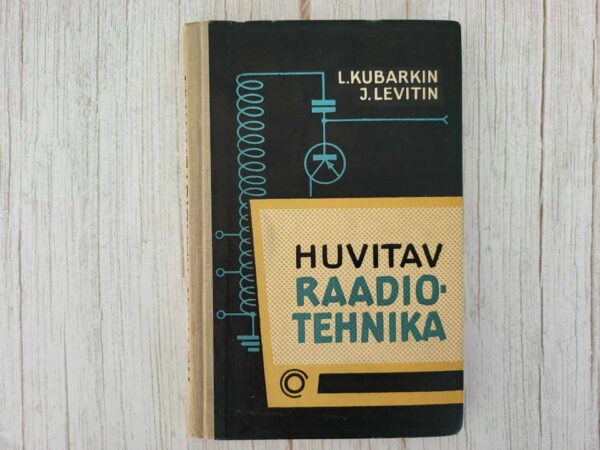 L.KUBARKIN
J.LEVITIN
HUVITAV
RAADIO-
TEHNIKA